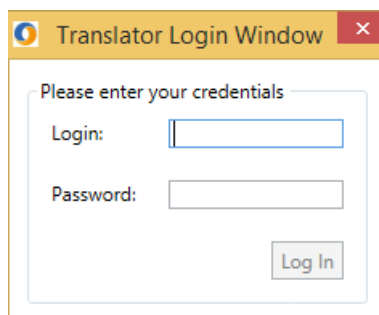 Translator Login Window
Please enter your credentials
Login:
Password:
Log In